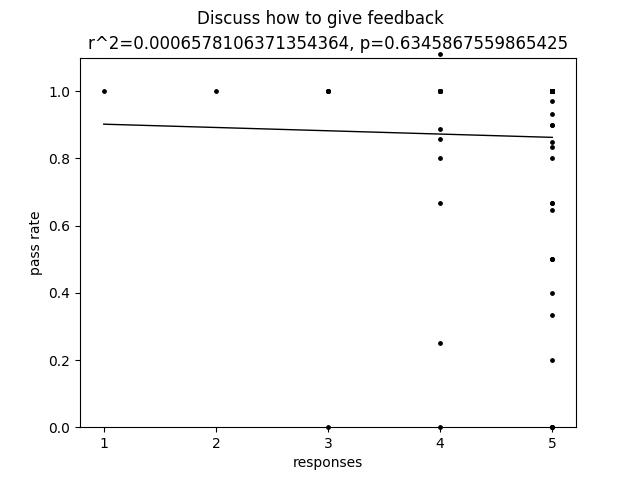 Discuss how to give feedback
r^2=0.0006578106371354364, p=0.6345867559865425
1.0
0.8
0.6
0.4
0.2
0.0
pass rate
1 2 3 4 5
responses